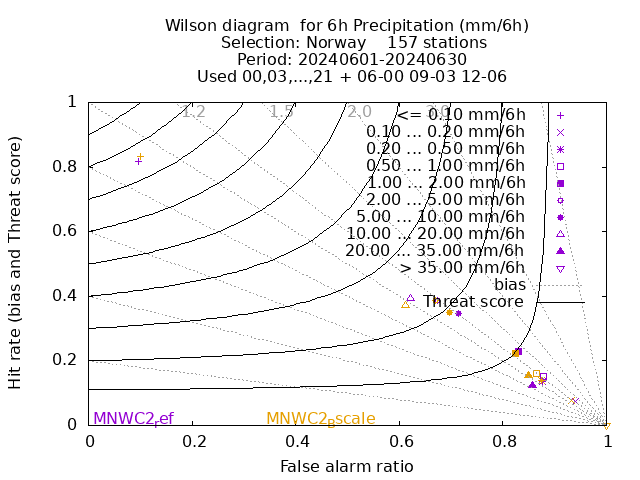 Wilson diagram  for 6h Precipitation (mm/6h)
Selection: Norway    157 stations
Period: 20240601-20240630
Used 00,03,...,21 + 06-00 09-03 12-06
1.2 1.5 2.0 3.0
<= 0.10 mm/6h
0.10 ... 0.20 mm/6h
0.20 ... 0.50 mm/6h
0.50 ... 1.00 mm/6h
1.00 ... 2.00 mm/6h
2.00 ... 5.00 mm/6h
5.00 ... 10.00 mm/6h
10.00 ... 20.00 mm/6h
20.00 ... 35.00 mm/6h
> 35.00 mm/6h
bias
Threat score
1
0.8
0.6
0.4
0.2
0
Hit rate (bias and Threat score)
MNWC2ref MNWC2Bscale
0 0.2 0.4 0.6 0.8 1
False alarm ratio